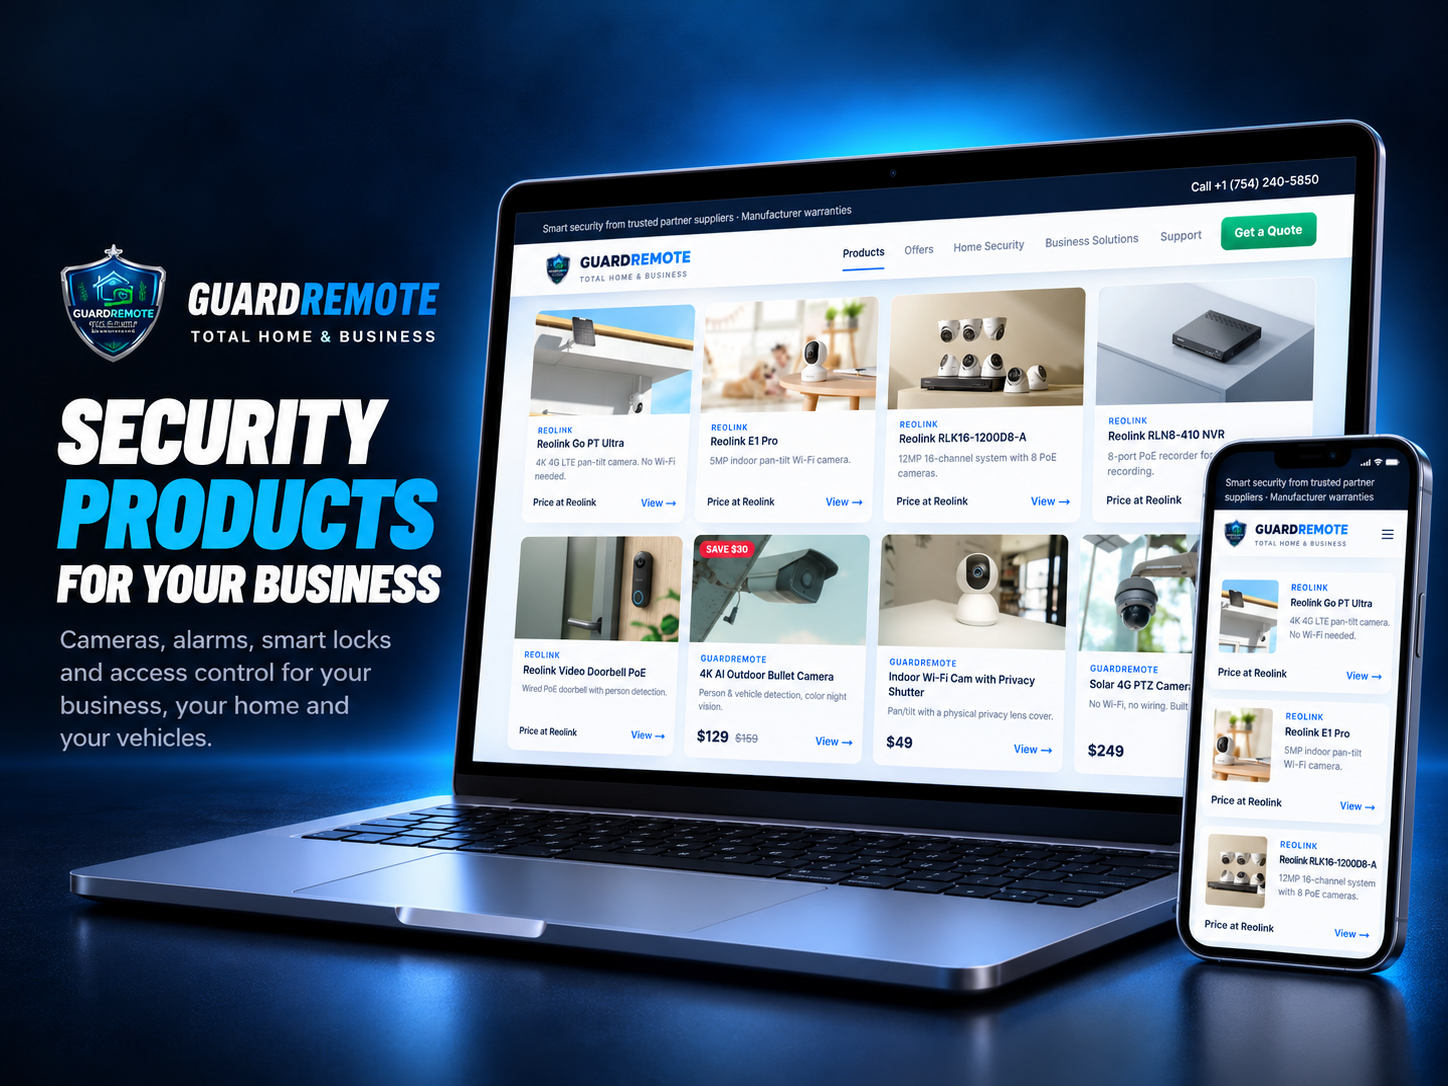 GUARDREMOTE
GUARDREMOTE
TOTAL HOME & BUSINESS
SECURITY
PRODUCTS
FOR YOUR BUSINESS
Cameras, alarms, smart locks
and access control for your
business, your home and
your vehicles.
Smart security from trusted partner suppliers · Manufacturer warranties
Call +1 (754) 240-5850
GUARDREMOTE
TOTAL HOME & BUSINESS
Products
Offers
Home Security
Business Solutions
Support
Get a Quote
REOLINK
Reolink Go PT Ultra
4K 4G LTE pan-tilt camera. No Wi-Fi
needed.
Price at Reolink
View →
REOLINK
Reolink E1 Pro
5MP indoor pan-tilt Wi-Fi camera.
Price at Reolink
View →
REOLINK
Reolink RLK16-1200D8-A
12MP 16-channel system with 8 PoE
cameras.
Price at Reolink
View →
REOLINK
Reolink RLN8-410 NVR
8-port PoE recorder for
recording.
Price at Reolink
REOLINK
Reolink Video Doorbell PoE
Wired PoE doorbell with person detection.
Price at Reolink
View →
SAVE $30
GUARDREMOTE
4K AI Outdoor Bullet Camera
Person & vehicle detection, color night
vision.
$129 $159
View →
GUARDREMOTE
Indoor Wi-Fi Cam with Privacy
Shutter
Pan/tilt with a physical privacy lens cover.
$49
View →
GUARDREMOTE
Solar 4G PTZ Camera
No Wi-Fi, no wiring. Built
$249
Smart security from trusted partner
suppliers · Manufacturer warranties
GUARDREMOTE
TOTAL HOME & BUSINESS
REOLINK
Reolink Go PT Ultra
4K 4G LTE pan-tilt camera.
No Wi-Fi needed.
Price at Reolink
View →
REOLINK
Reolink E1 Pro
5MP indoor pan-tilt
Wi-Fi camera.
Price at Reolink
View →
REOLINK
Reolink RLK16-1200D8-A
12MP 16-channel system
with 8 PoE cameras.
Price at Reolink
View →